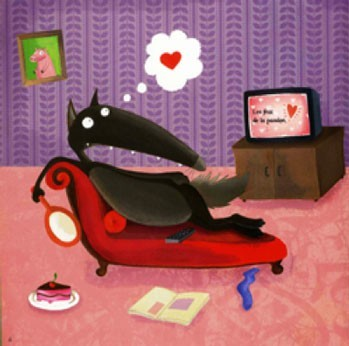 Les feux
de la passion.